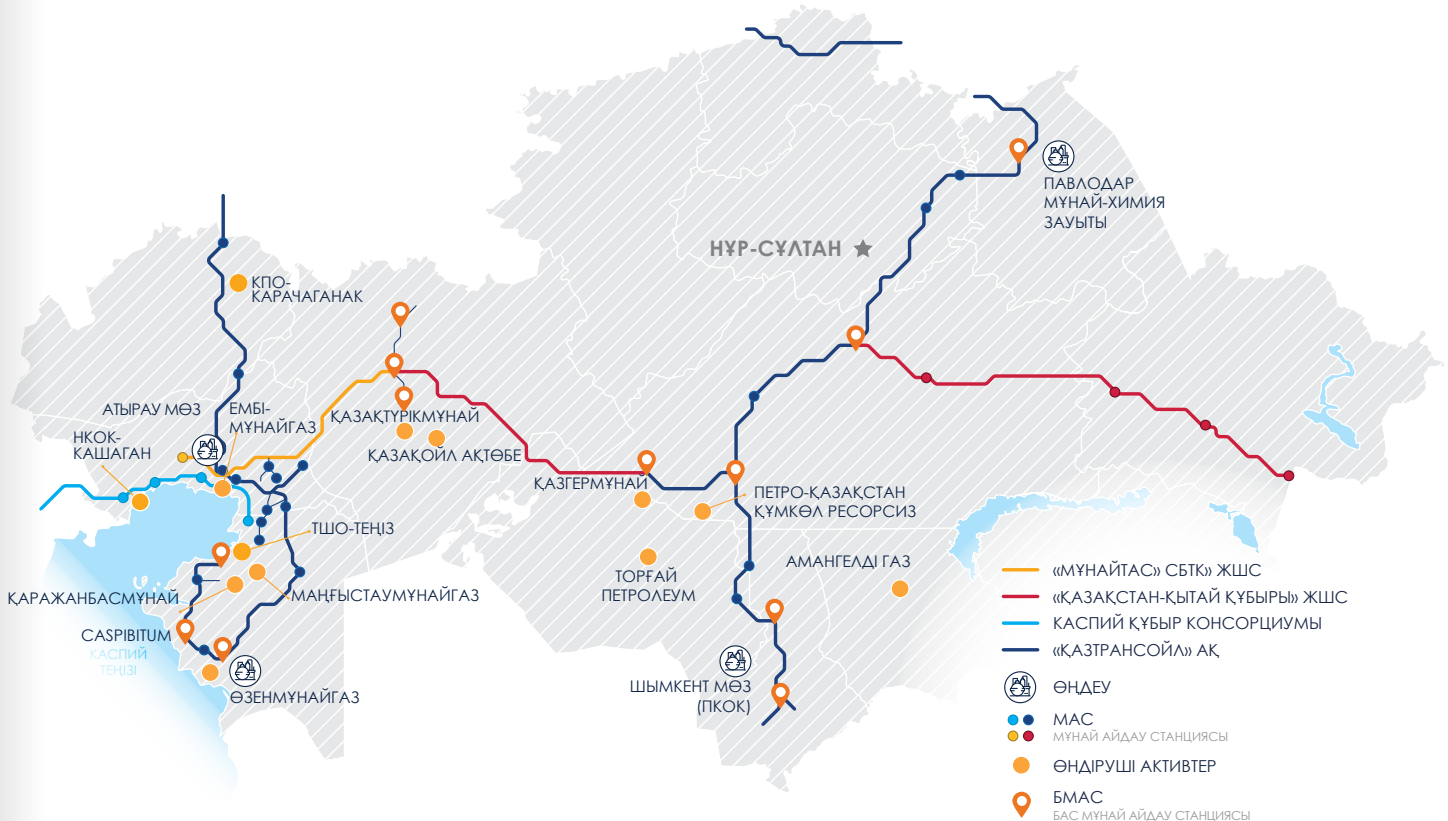 ПАВЛОДАР
МҰНАЙ-ХИМИЯ
ЗАУЫТЫ
НҰР-СҰЛТАН
КПО-
КАРАЧАГАНАК
АТЫРАУ МӨЗ
ЕМБІ-
МҰНАЙГАЗ
НКОК-
КАШАГАН
ҚАЗАҚТҮРІКМҰНАЙ
ҚАЗАҚОЙЛ АҚТӨБЕ
ҚАЗГЕРМҰНАЙ
ПЕТРО-ҚАЗАҚСТАН
ҚҰМКӨЛ РЕСОРСИЗ
ТШО-ТЕҢІЗ
АМАНГЕЛДІ ГАЗ
ТОРҒАЙ
ПЕТРОЛЕУМ
ҚАРАЖАНБАСМҰНАЙ
МАҢҒЫСТАУМҰНАЙГАЗ
CASPIBITUM
КАСПИЙ
ТЕҢІЗІ
ӨЗЕНМҰНАЙГАЗ
ШЫМКЕНТ МӨЗ
(ПКОК)
«МҰНАЙТАС» СБТК» ЖШС
«ҚАЗАҚСТАН-ҚЫТАЙ ҚҰБЫРЫ» ЖШС
КАСПИЙ ҚҰБЫР КОНСОРЦИУМЫ
«ҚАЗТРАНСОЙЛ» АҚ
ӨҢДЕУ
МАС
МҰНАЙ АЙДАУ СТАНЦИЯСЫ
ӨНДІРУШІ АКТИВТЕР
БМАС
БАС МҰНАЙ АЙДАУ СТАНЦИЯСЫ